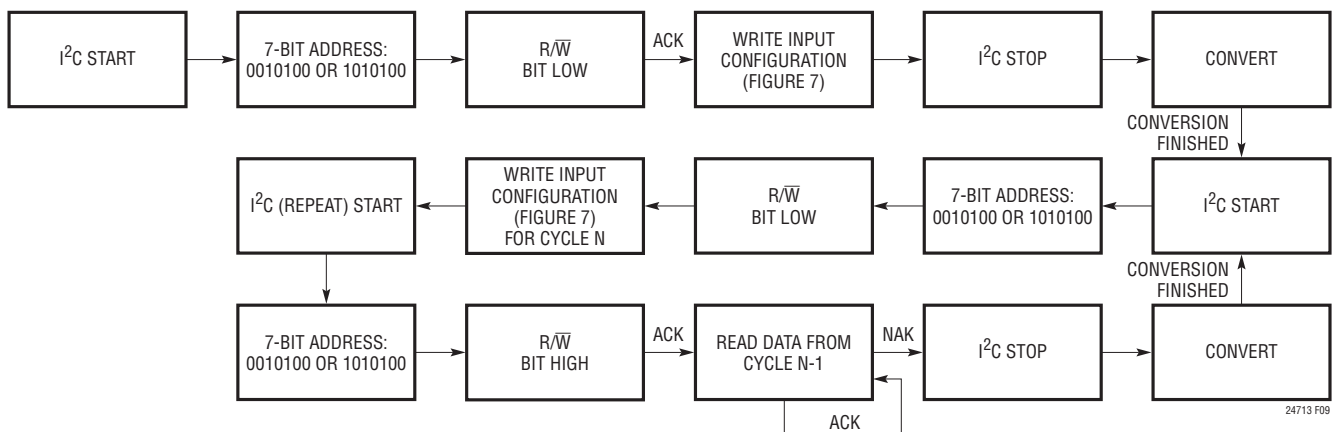 I²C START
7-BIT ADDRESS:
0010100 OR 1010100
R/W̅
BIT LOW
ACK
WRITE INPUT
CONFIGURATION
(FIGURE 7)
I²C STOP
CONVERT
CONVERSION
FINISHED
I²C START
7-BIT ADDRESS:
0010100 OR 1010100
R/W̅
BIT LOW
WRITE INPUT
CONFIGURATION
(FIGURE 7)
FOR CYCLE N
I²C (REPEAT) START
7-BIT ADDRESS:
0010100 OR 1010100
R/W̅
BIT HIGH
ACK
READ DATA FROM
CYCLE N-1
ACK
NAK
I²C STOP
CONVERT
CONVERSION
FINISHED
24713 F09